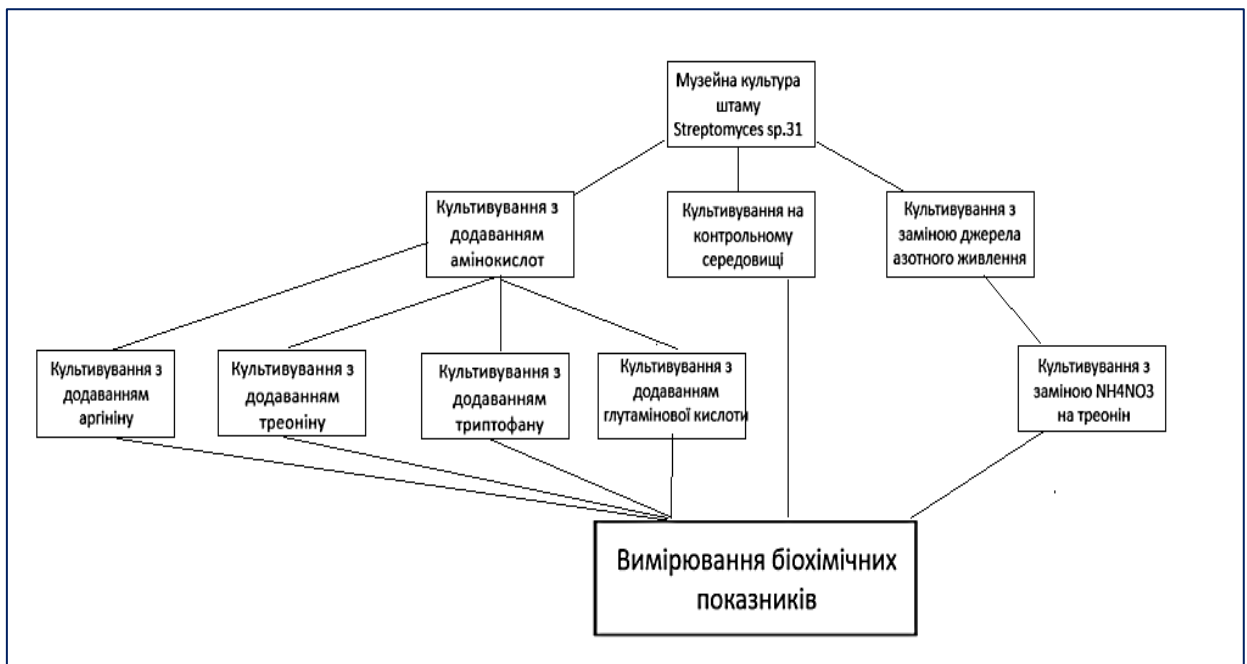 Музейна культура
штаму
Streptomyces sp.31
Культивування з
додаванням
амінокислот
Культивування на
контрольному
середовищі
Культивування з
заміною джерела
азотного живлення
Культивування з
додаванням
аргініну
Культивування з
додаванням
треоніну
Культивування з
додаванням
триптофану
Культивування з
додаванням
глутамінової кислоти
Культивування з
заміною NH4NO3
на треонін
Вимірювання біохімічних
показників